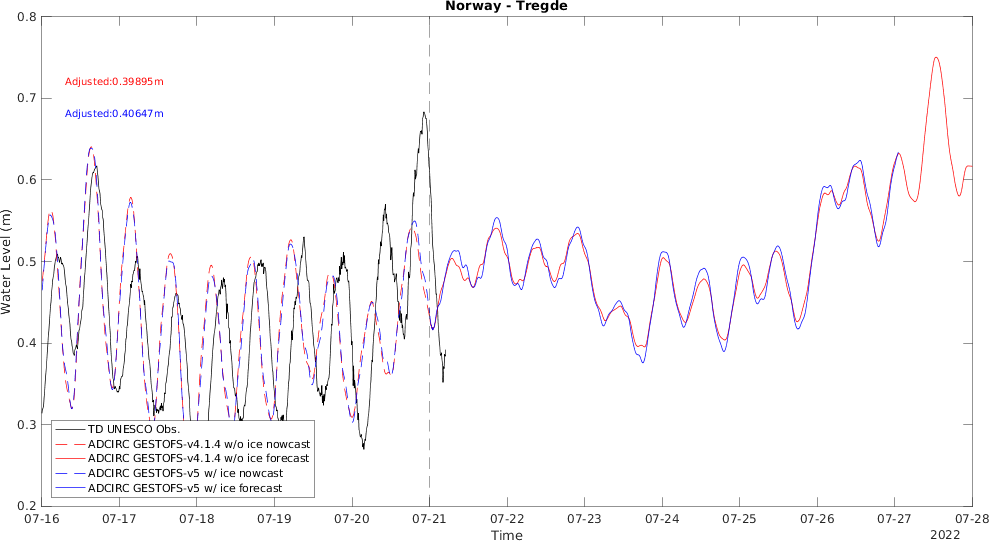 Norway - Tregde
0.8
0.7
0.6
0.5
0.4
0.3
0.2
Water Level (m)
Adjusted:0.39895m
Adjusted:0.40647m
TD UNESCO Obs.
ADCIRC GESTOFS-v4.1.4 w/o ice nowcast
ADCIRC GESTOFS-v4.1.4 w/o ice forecast
ADCIRC GESTOFS-v5 w/ ice nowcast
ADCIRC GESTOFS-v5 w/ ice forecast
07-16 07-17 07-18 07-19 07-20 07-21 07-22 07-23 07-24 07-25 07-26 07-27 07-28
Time
2022